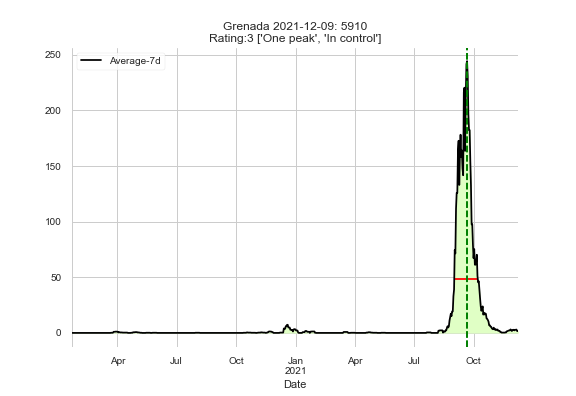 Grenada 2021-12-09: 5910
Rating:3 ['One peak', 'In control']
250
Average-7d
200
150
100
50
0
Apr Jul Oct Jan Apr Jul Oct
2021
Date